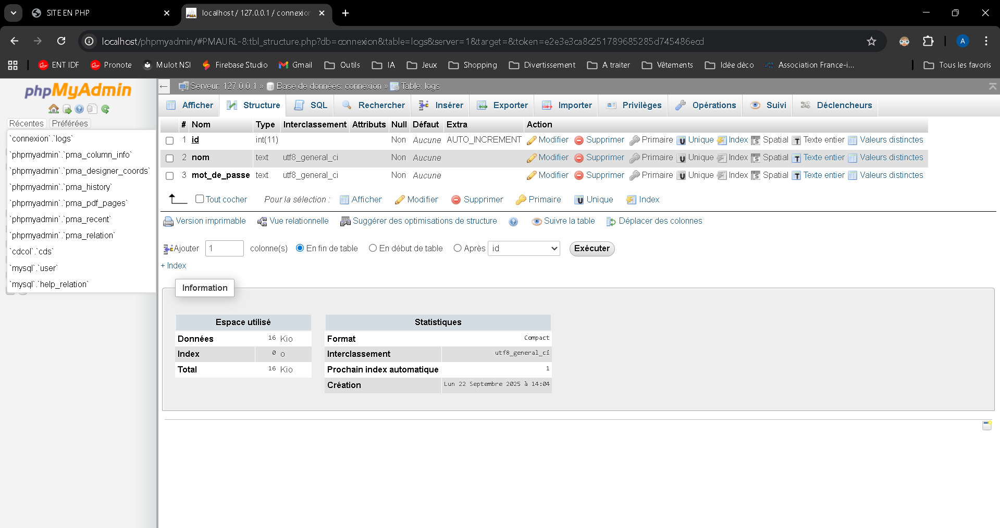 SITE EN PHP
localhost / 127.0.0.1 / connexion
localhost/phpmyadmin/#PMAURL-8:tbl_structure.php?db=connexion&table=logs&server=1&target=&token=e2e3e3ca8c251789685285d745486ecd
A
ENT IDF Pronote Mulot NSI Firebase Studio Gmail Outils IA Jeux Shopping Divertissement A traiter Vêtements Idée déco Association France-i... Tous les favoris
phpMyAdmin
Récentes Préférées
`connexion`.`logs`
`phpmyadmin`.`pma_column_info`
`phpmyadmin`.`pma_designer_coords`
`phpmyadmin`.`pma_history`
`phpmyadmin`.`pma_pdf_pages`
`phpmyadmin`.`pma_recent`
`phpmyadmin`.`pma_relation`
`cdcol`.`cds`
`mysql`.`user`
`mysql`.`help_relation`
Serveur: 127.0.0.1 » Base de données: connexion » Table: logs
Afficher Structure SQL Rechercher Insérer Exporter Importer Privilèges Opérations Suivi Déclencheurs
# Nom Type Interclassement Attributs Null Défaut Extra Action
1 id int(11) Non Aucune AUTO_INCREMENT Modifier Supprimer Primaire Unique Index Spatial Texte entier Valeurs distinctes
2 nom text utf8_general_ci Non Aucune Modifier Supprimer Primaire Unique Index Spatial Texte entier Valeurs distinctes
3 mot_de_passe text utf8_general_ci Non Aucune Modifier Supprimer Primaire Unique Index Spatial Texte entier Valeurs distinctes
Tout cocher Pour la sélection : Afficher Modifier Supprimer Primaire Unique Index
Version imprimable Vue relationnelle Suggérer des optimisations de structure Suivre la table Déplacer des colonnes
Ajouter 1 colonne(s) En fin de table En début de table Après id Exécuter
+ Index
Information
Espace utilisé
Données 16 Kio
Index 0 o
Total 16 Kio
Statistiques
Format Compact
Interclassement utf8_general_ci
Prochain index automatique 1
Création Lun 22 Septembre 2025 à 14:04